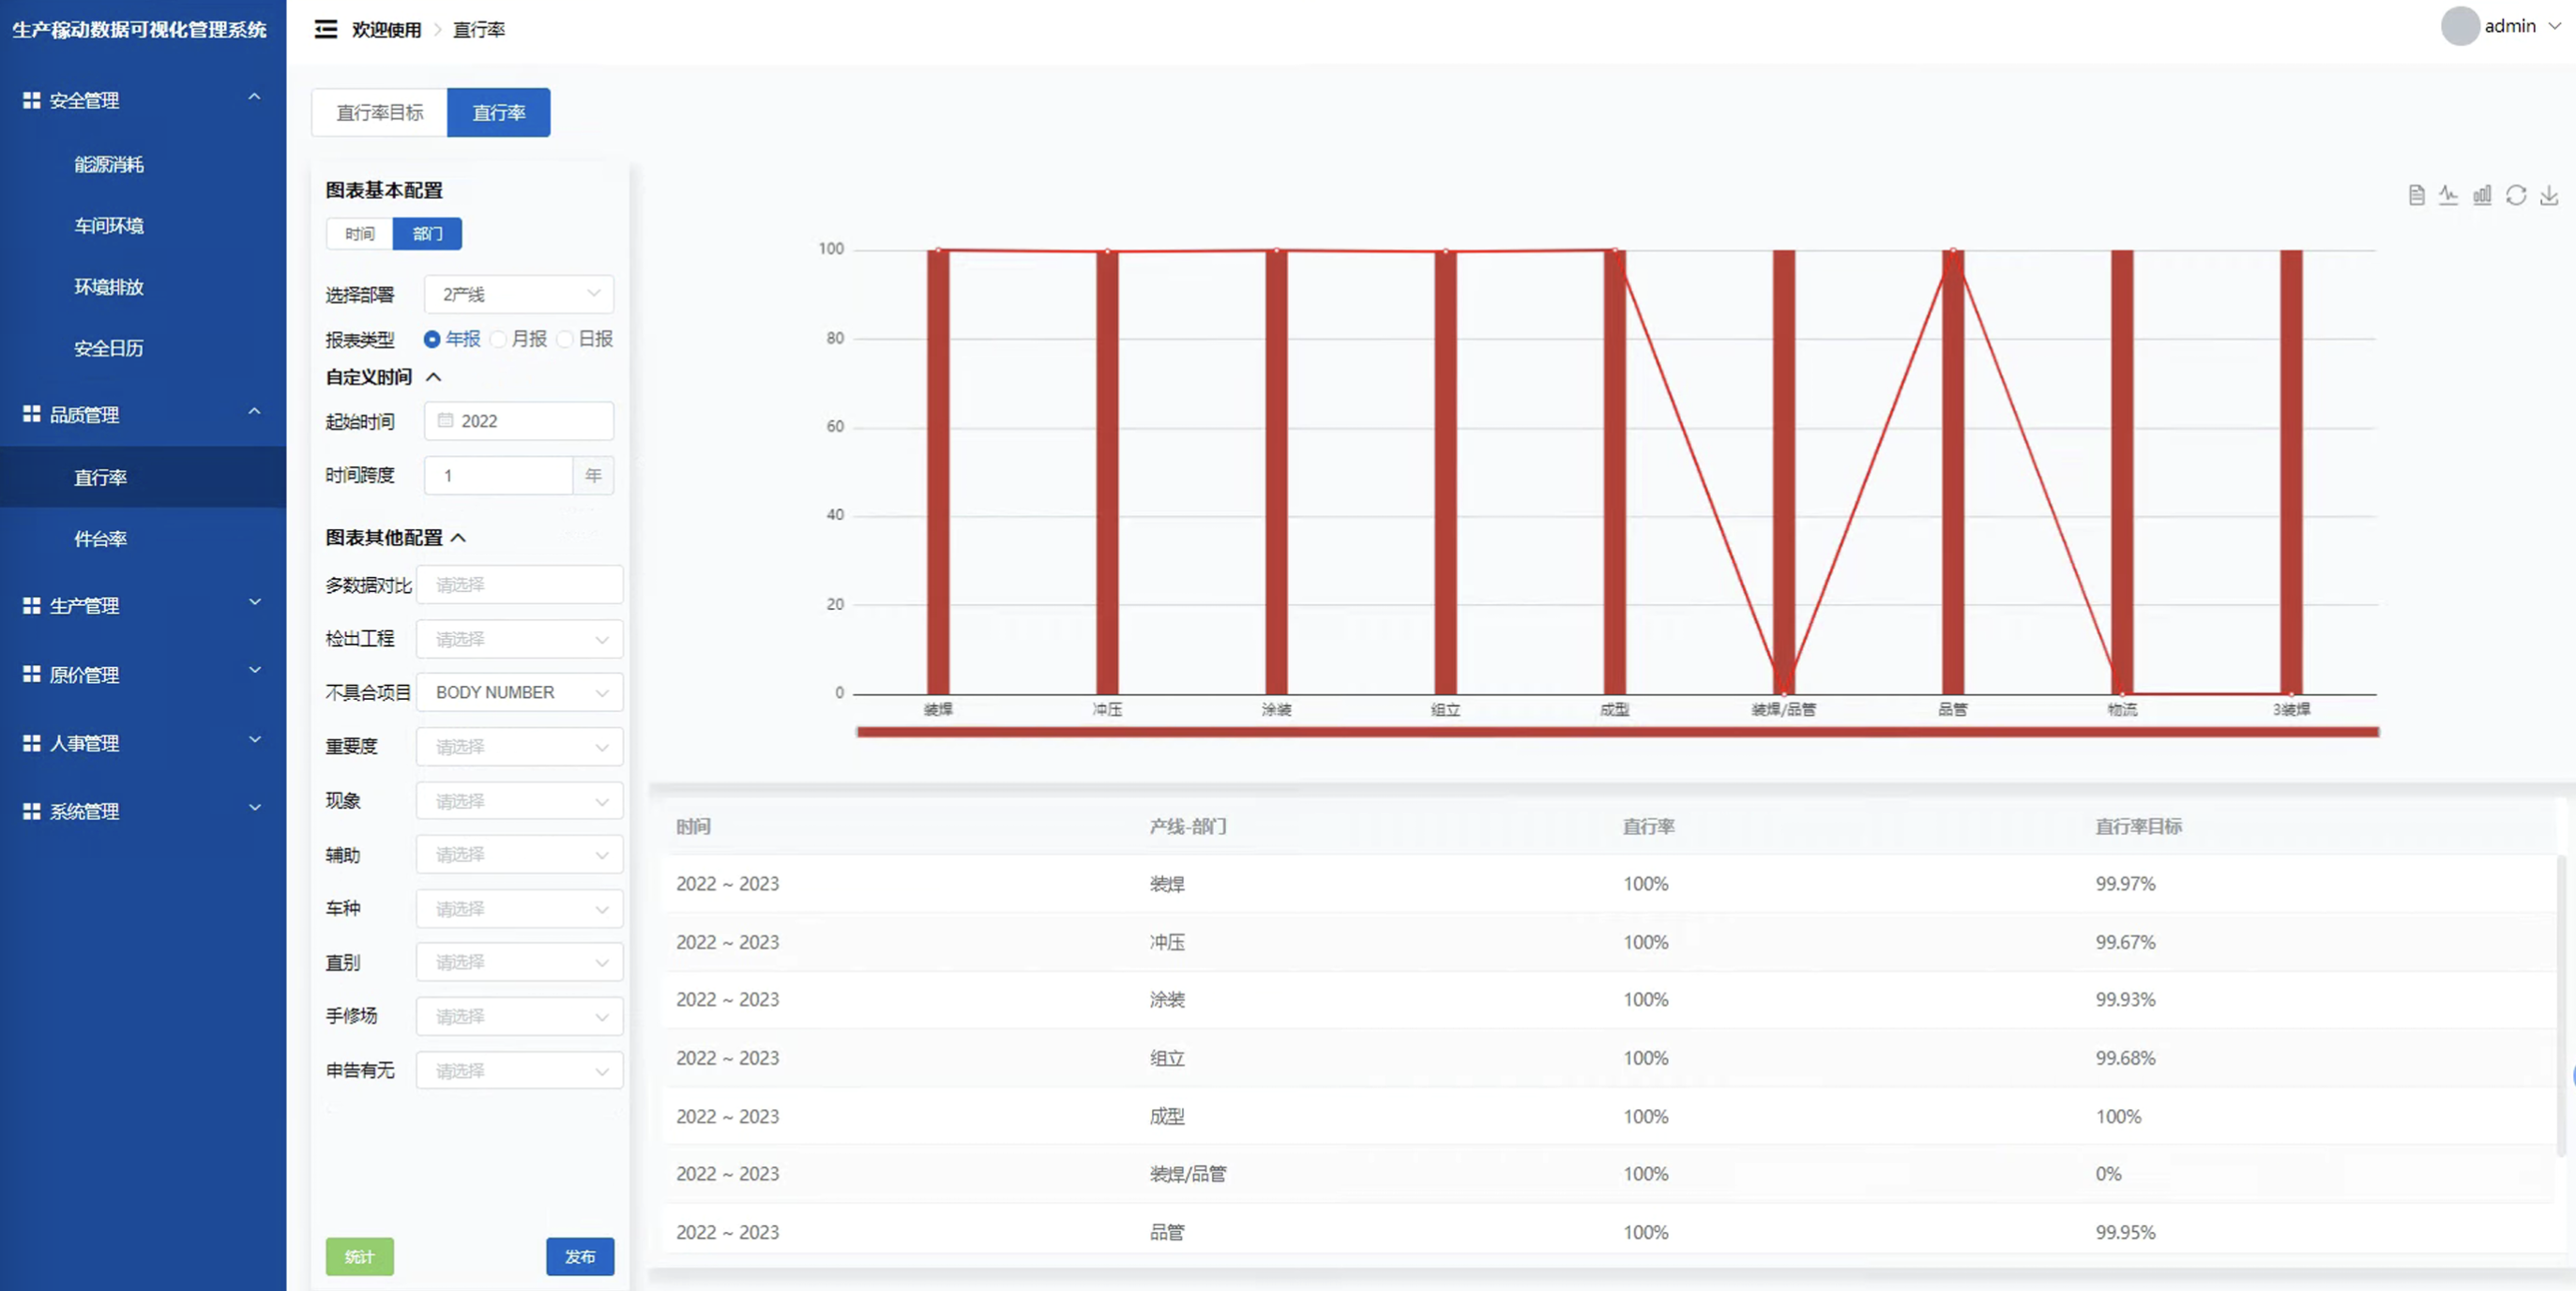 生产稼动数据可视化管理系统
欢迎使用 > 直行率
admin
安全管理
能源消耗
车间环境
环境排放
安全日历
品质管理
直行率
件台率
生产管理
原价管理
人事管理
系统管理
直行率目标 直行率
图表基本配置
时间 部门
选择部署 2产线
报表类型 年报 月报 日报
自定义时间
起始时间 2022
时间跨度 1 年
图表其他配置
多数据对比 请选择
检出工程 请选择
不具合项目 BODY NUMBER
重要度 请选择
现象 请选择
辅助 请选择
车种 请选择
直别 请选择
手修场 请选择
申告有无 请选择
统计 发布
100
80
60
40
20
0
装焊 冲压 涂装 组立 成型 装焊/品管 品管 物流 3装焊
时间 产线-部门 直行率 直行率目标
2022 ~ 2023 装焊 100% 99.97%
2022 ~ 2023 冲压 100% 99.67%
2022 ~ 2023 涂装 100% 99.93%
2022 ~ 2023 组立 100% 99.68%
2022 ~ 2023 成型 100% 100%
2022 ~ 2023 装焊/品管 100% 0%
2022 ~ 2023 品管 100% 99.95%